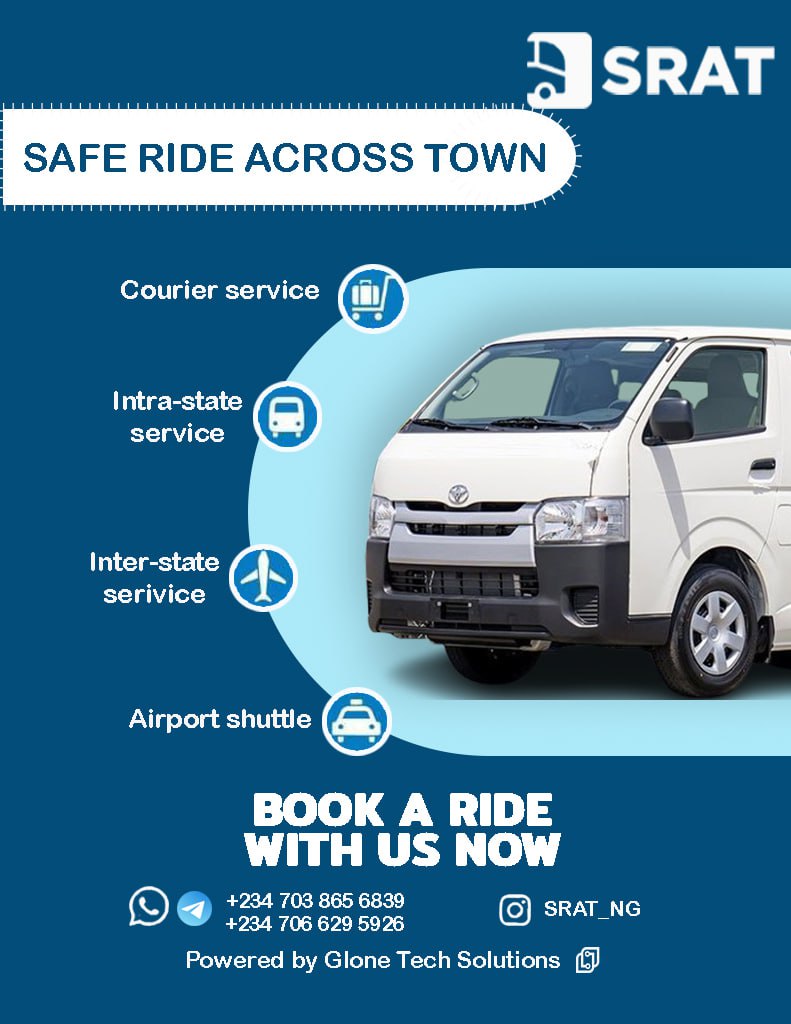 SRAT
SAFE RIDE ACROSS TOWN
Courier service
Intra-state
service
Inter-state
serivice
Airport shuttle
BOOK A RIDE
WITH US NOW
+234 703 865 6839
+234 706 629 5926
SRAT_NG
Powered by Glone Tech Solutions